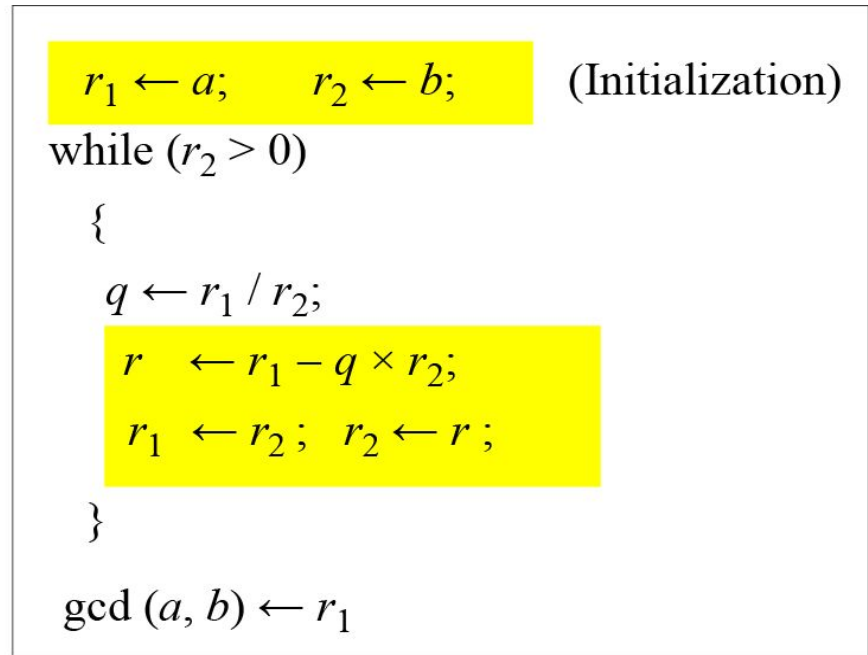 r₁ ← a; r₂ ← b; (Initialization)
while (r₂ > 0)
{
q ← r₁ / r₂;
r ← r₁ – q × r₂;
r₁ ← r₂ ; r₂ ← r ;
}
gcd (a, b) ← r₁